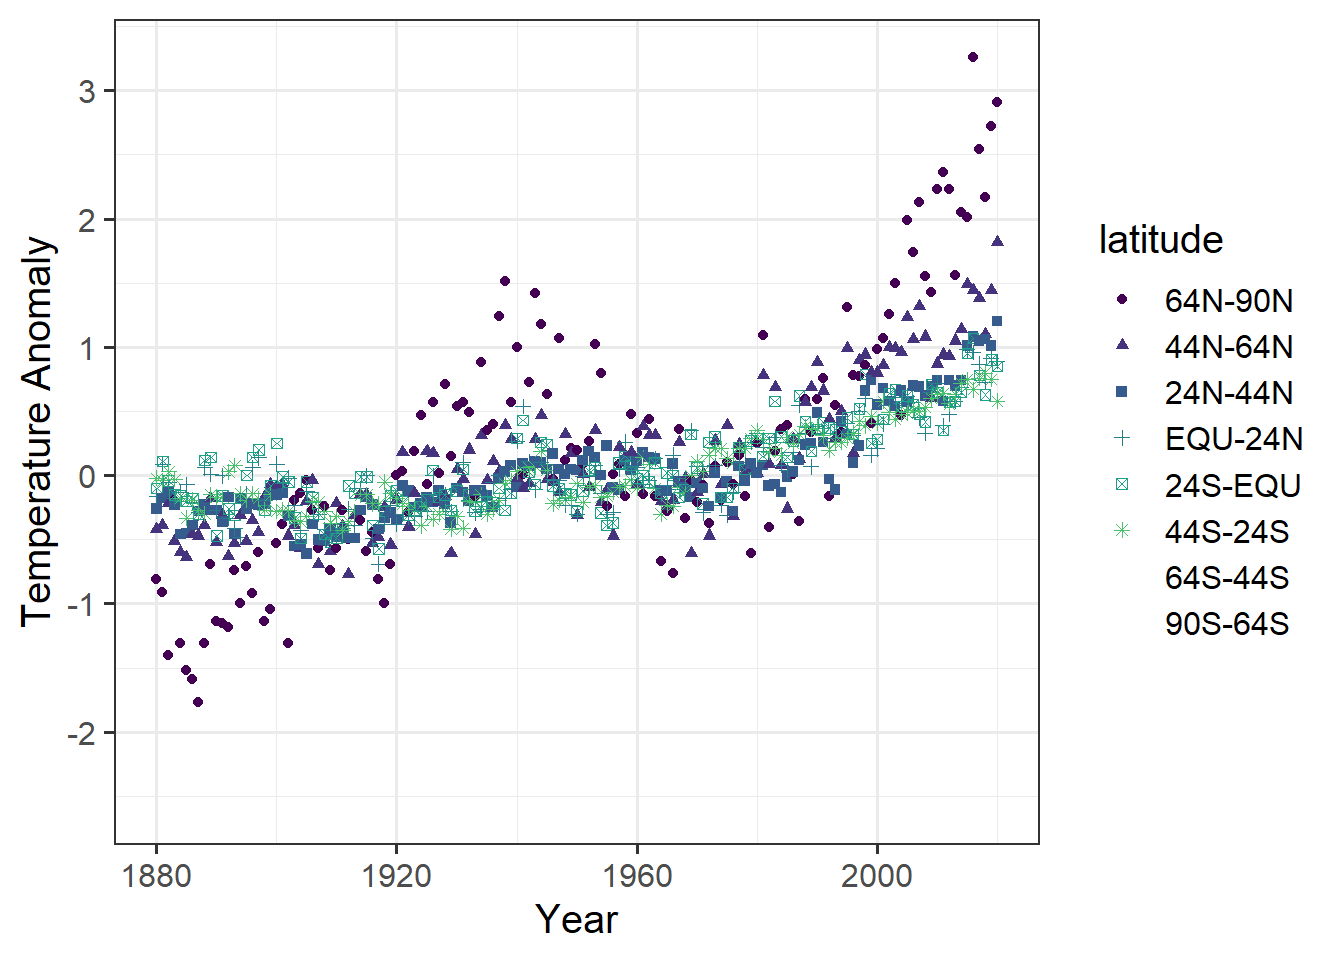 3
2
1
0
-1
-2
Temperature Anomaly
1880
1920
1960
2000
Year
latitude
64N-90N
44N-64N
24N-44N
EQU-24N
24S-EQU
44S-24S
64S-44S
90S-64S